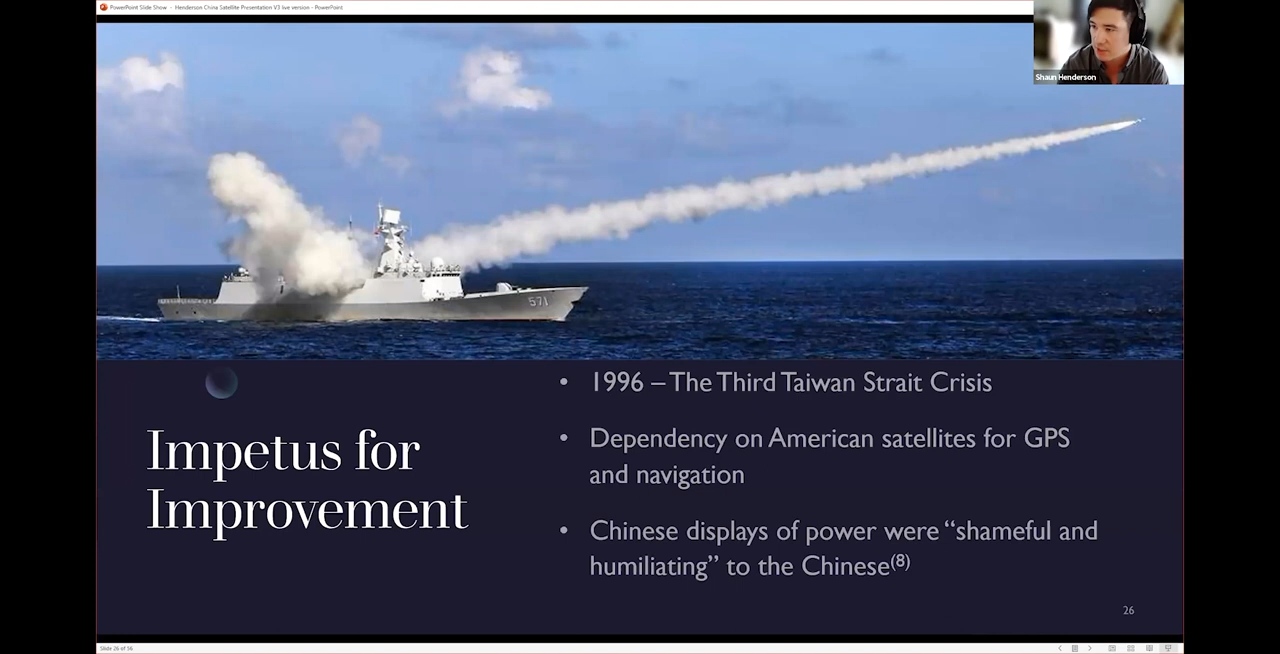 PowerPoint Slide Show - Henderson China Satellite Presentation V3 live version - PowerPoint
Shaun Henderson
571
Impetus for
Improvement
• 1996 – The Third Taiwan Strait Crisis
• Dependency on American satellites for GPS
and navigation
• Chinese displays of power were “shameful and
humiliating” to the Chinese(8)
26
Slide 26 of 56